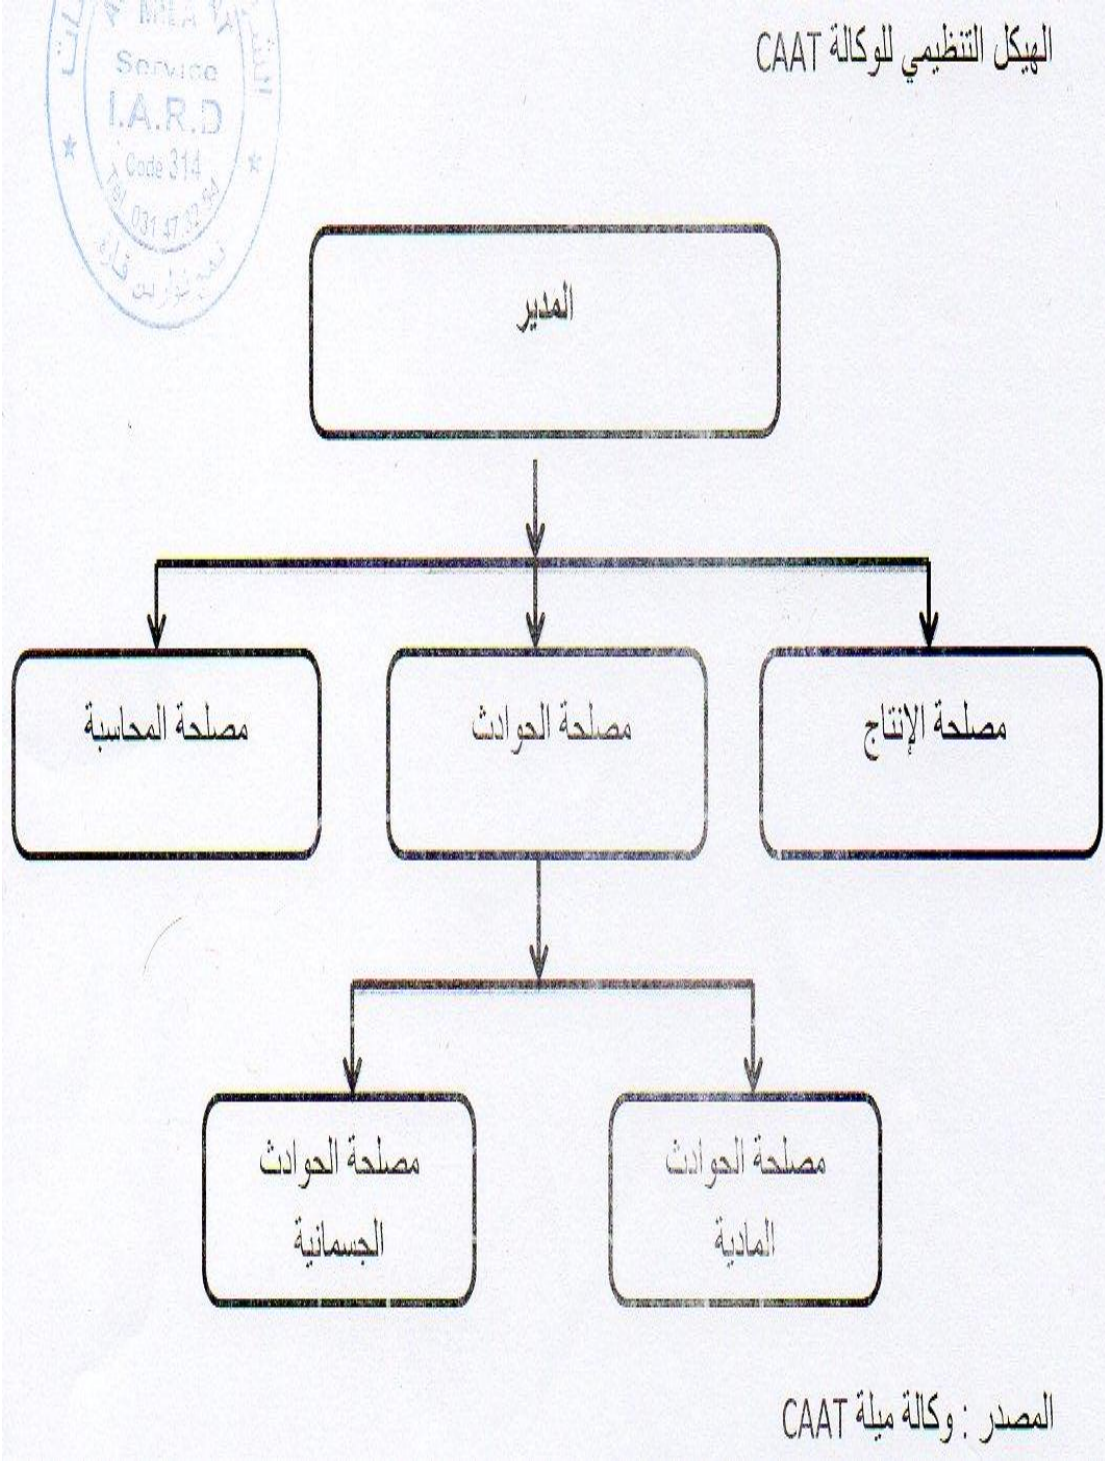 الهيكل التنظيمي للوكالة CAAT
Service
I.A.R.D
Code 314
المدير
مصلحة الإنتاج
مصلحة الحوادث
مصلحة المحاسبة
مصلحة الحوادث
المادية
مصلحة الحوادث
الجسمانية
المصدر : وكالة ميلة CAAT